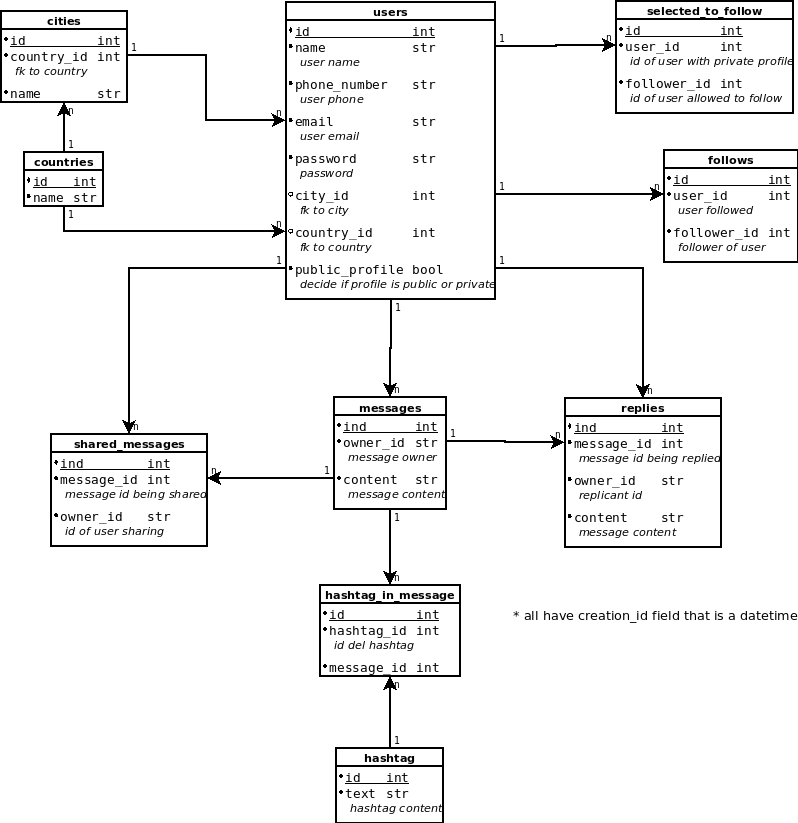 cities
id int
country_id int
fk to country
name str
1
n
1
countries
id int
name str
1
users
id int
name str
user name
phone_number str
user phone
email str
user email
password str
password
city_id int
fk to city
country_id int
fk to country
public_profile bool
decide if profile is public or private
n
n
1
1
1
1
1
selected_to_follow
id int
user_id int
id of user with private profile
follower_id int
id of user allowed to follow
n
follows
id int
user_id int
user followed
follower_id int
follower of user
n
shared_messages
ind int
message_id int
message id being shared
owner_id str
id of user sharing
n
n
messages
ind int
owner_id str
message owner
content str
message content
n
1
1
1
replies
ind int
message_id int
message id being replied
owner_id str
replicant id
content str
message content
n
n
hashtag_in_message
id int
hashtag_id int
id del hashtag
message_id int
n
n
* all have creation_id field that is a datetime
1
hashtag
id int
text str
hashtag content